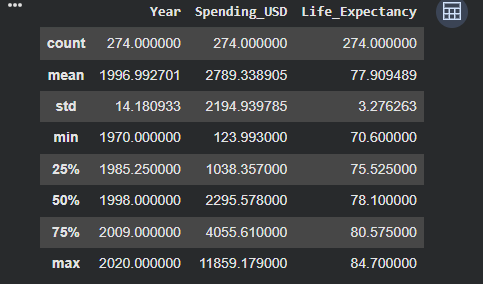 Year Spending_USD Life_Expectancy
count 274.000000 274.000000 274.000000
mean 1996.992701 2789.338905 77.909489
std 14.180933 2194.939785 3.276263
min 1970.000000 123.993000 70.600000
25% 1985.250000 1038.357000 75.525000
50% 1998.000000 2295.578000 78.100000
75% 2009.000000 4055.610000 80.575000
max 2020.000000 11859.179000 84.700000